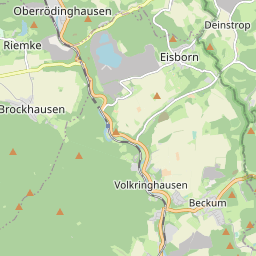 Oberrödinghausen
Deinstrop
Riemke
Eisborn
Brockhausen
Volkringhausen
Beckum